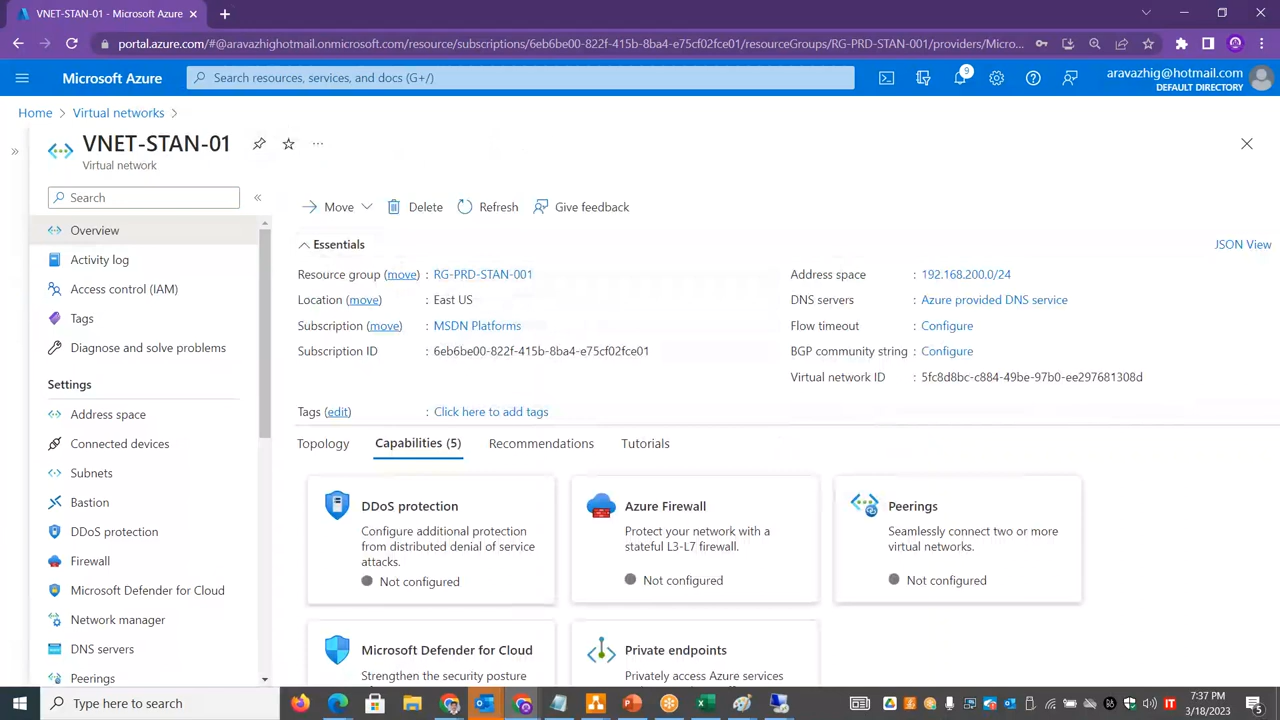 VNET-STAN-01 - Microsoft Azure
portal.azure.com/#@aravazhighotmail.onmicrosoft.com/resource/subscriptions/6eb6be00-822f-415b-8ba4-e75cf02fce01/resourceGroups/RG-PRD-STAN-001/providers/Micro...
Microsoft Azure
Search resources, services, and docs (G+/)
9
aravazhig@hotmail.com
DEFAULT DIRECTORY
Home > Virtual networks >
VNET-STAN-01
Virtual network
Search
Overview
Activity log
Access control (IAM)
Tags
Diagnose and solve problems
Settings
Address space
Connected devices
Subnets
Bastion
DDoS protection
Firewall
Microsoft Defender for Cloud
Network manager
DNS servers
Peerings
Move
Delete
Refresh
Give feedback
Essentials
JSON View
Resource group (move) : RG-PRD-STAN-001
Location (move) : East US
Subscription (move) : MSDN Platforms
Subscription ID : 6eb6be00-822f-415b-8ba4-e75cf02fce01
Address space : 192.168.200.0/24
DNS servers : Azure provided DNS service
Flow timeout : Configure
BGP community string : Configure
Virtual network ID : 5fc8d8bc-c884-49be-97b0-ee297681308d
Tags (edit) : Click here to add tags
Topology
Capabilities (5)
Recommendations
Tutorials
DDoS protection
Configure additional protection
from distributed denial of service
attacks.
Not configured
Azure Firewall
Protect your network with a
stateful L3-L7 firewall.
Not configured
Peerings
Seamlessly connect two or more
virtual networks.
Not configured
Microsoft Defender for Cloud
Strengthen the security posture
Private endpoints
Privately access Azure services
Type here to search
IT
7:37 PM
3/18/2023
5